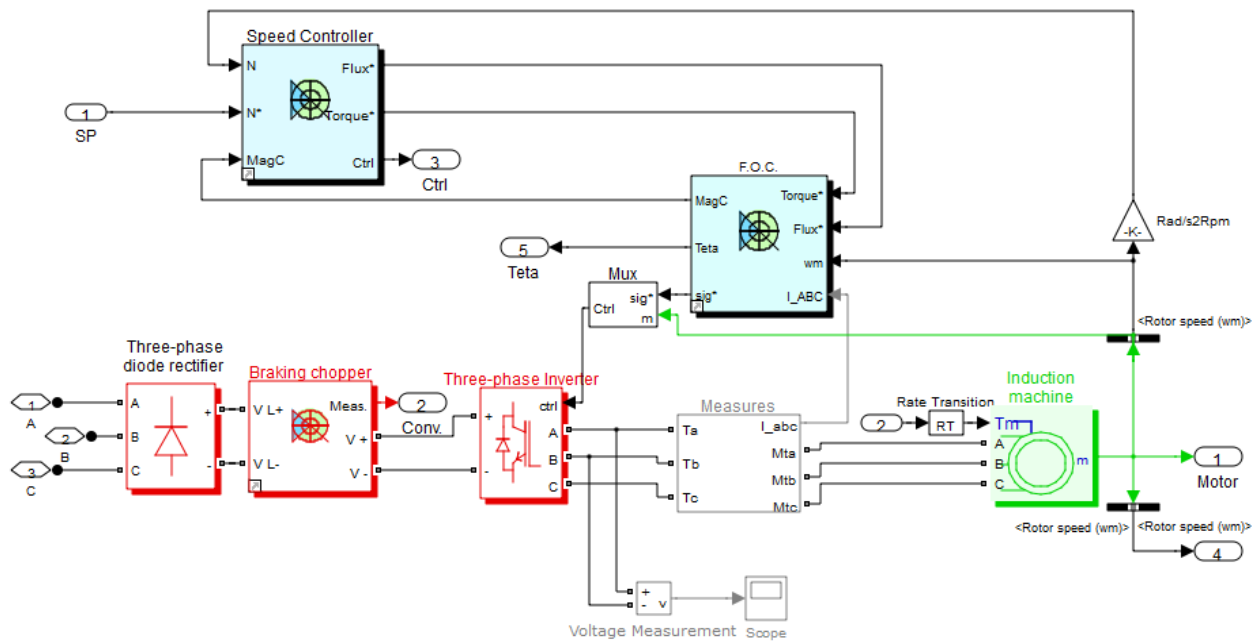 Speed Controller
N
Flux*
1
N*
SP
Torque*
MagC
Ctrl
3
Ctrl
F.O.C.
MagC
Torque*
Flux*
Teta
wm
sig*
I_ABC
5
Teta
Rad/s2Rpm
-K-
Mux
Ctrl
sig*
m
<Rotor speed (wm)>
Three-phase
diode rectifier
A
B
C
+
-
1
A
2
B
3
C
Braking chopper
V L+
V L-
Meas.
V +
V -
2
Conv.
Three-phase Inverter
ctrl
+
-
A
B
C
Measures
I_abc
Ta
Tb
Tc
Mta
Mtb
Mtc
Rate Transition
2
RT
Induction
machine
Tm
A
B
C
m
1
Motor
<Rotor speed (wm)>
<Rotor speed (wm)>
4
+
-
v
Voltage Measurement
Scope